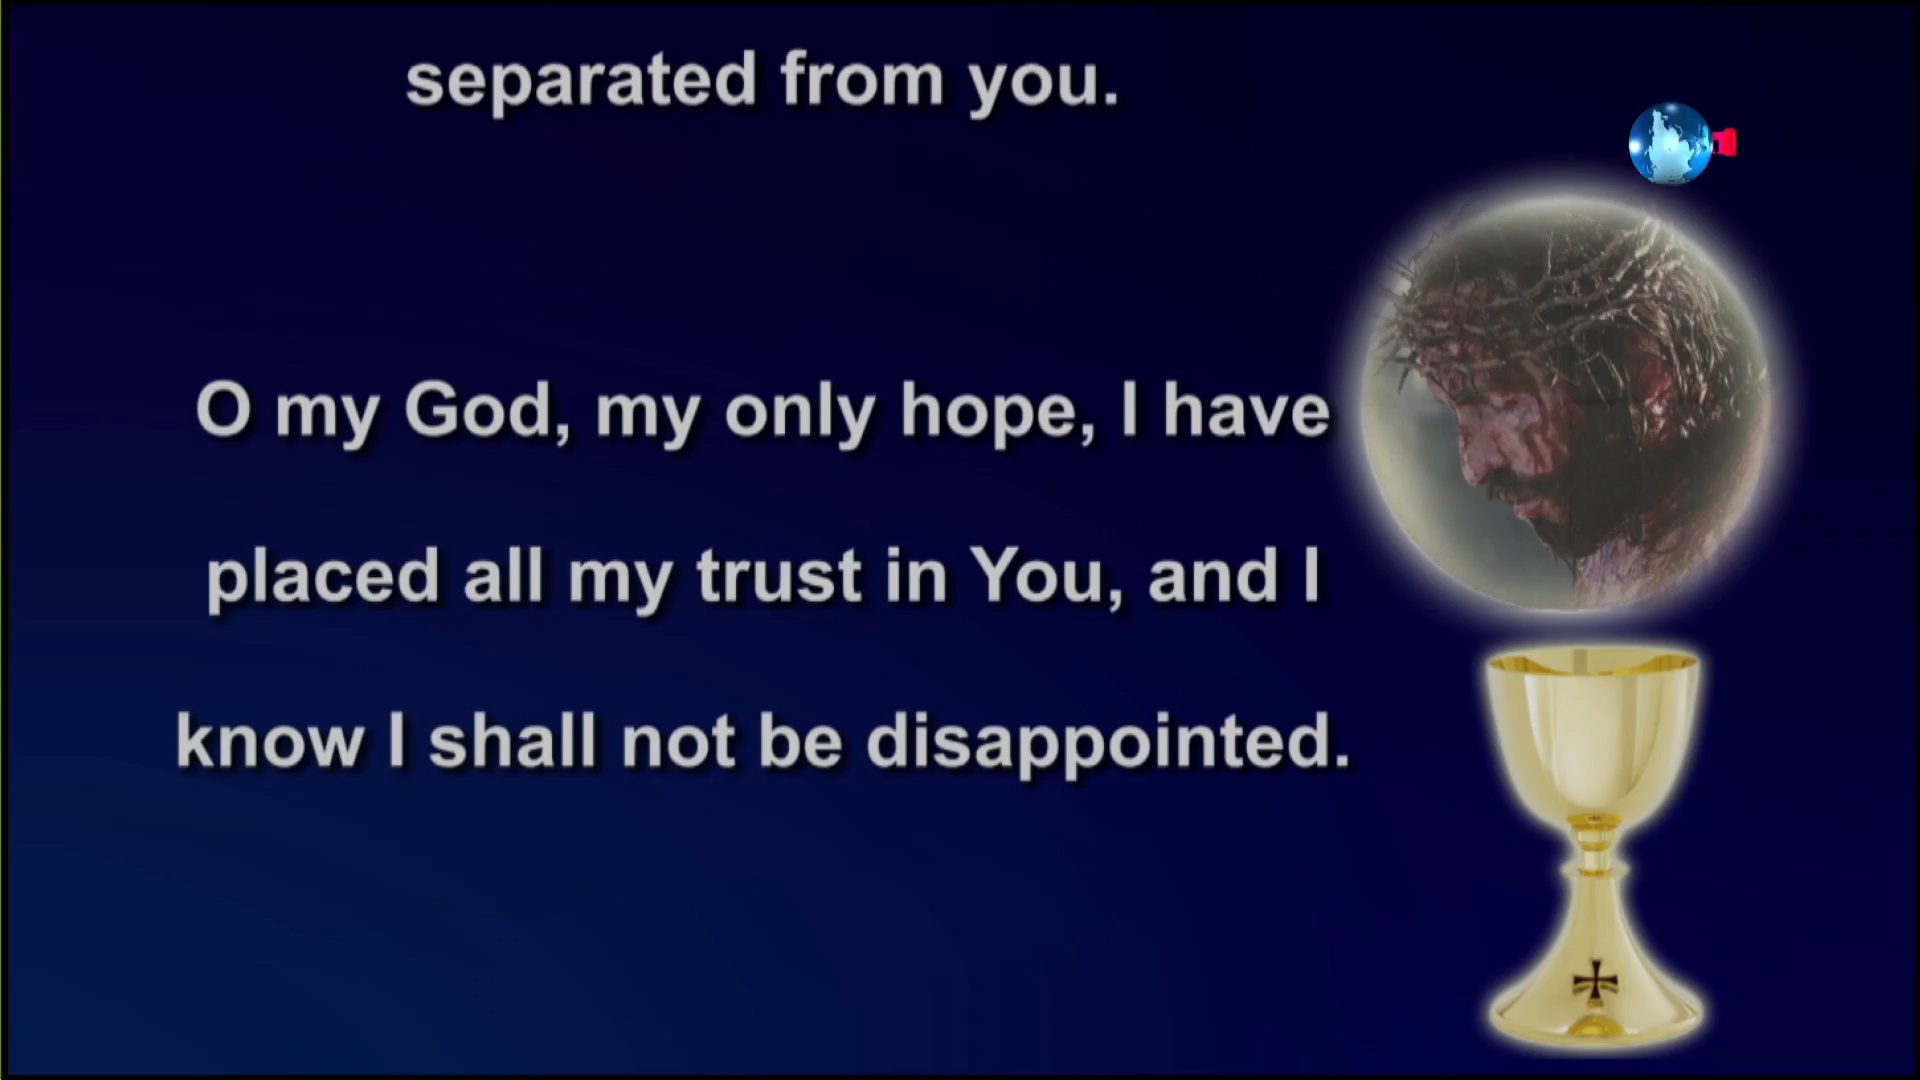 separated from you.
O my God, my only hope, I have
placed all my trust in You, and I
know I shall not be disappointed.